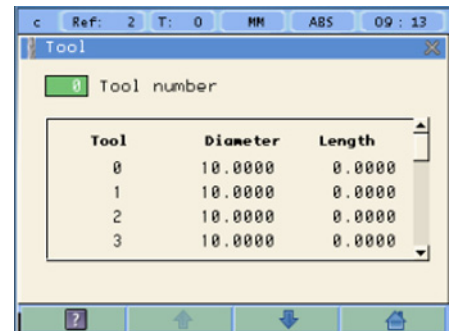 c Ref: 2 T: 0 MM ABS 09 : 13
Tool
0 Tool number
Tool Diameter Length
0 10.0000 0.0000
1 10.0000 0.0000
2 10.0000 0.0000
3 10.0000 0.0000
?